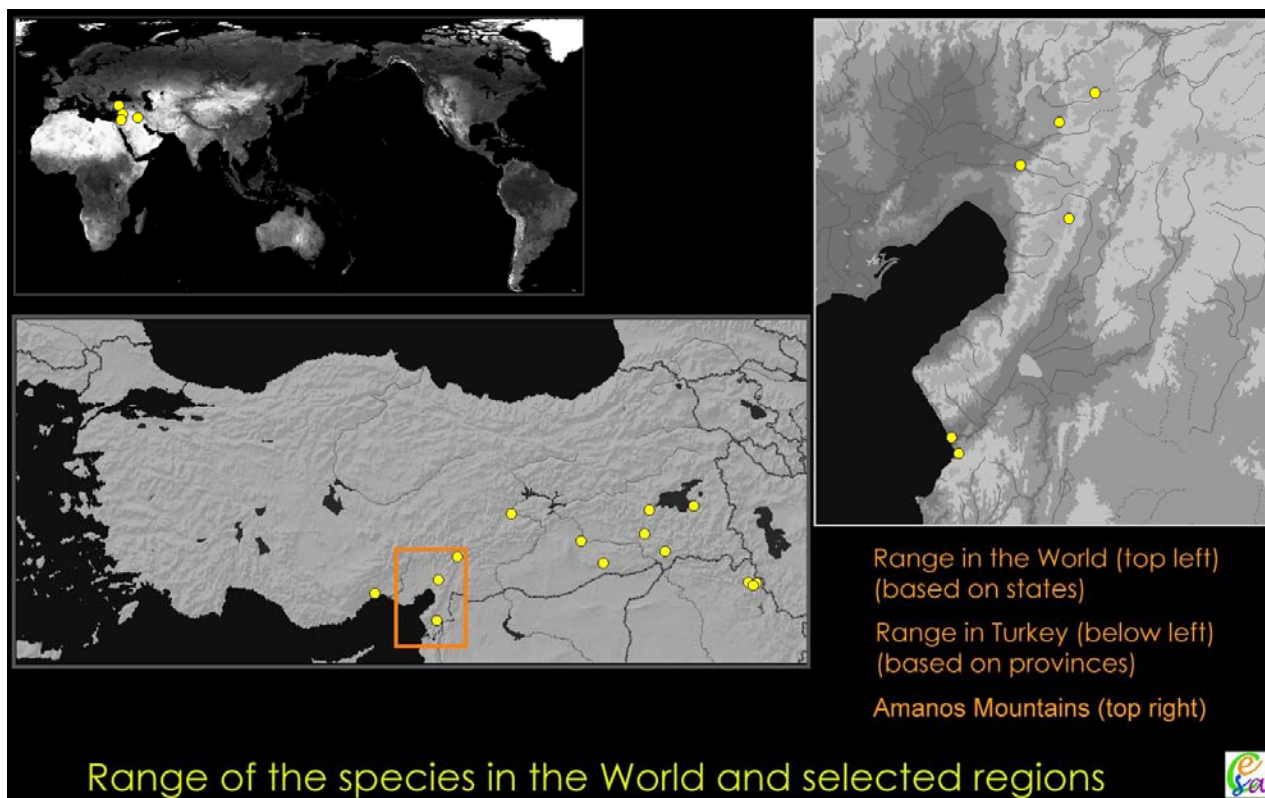 Range in the World (top left)
(based on states)
Range in Turkey (below left)
(based on provinces)
Amanos Mountains (top right)
Range of the species in the World and selected regions